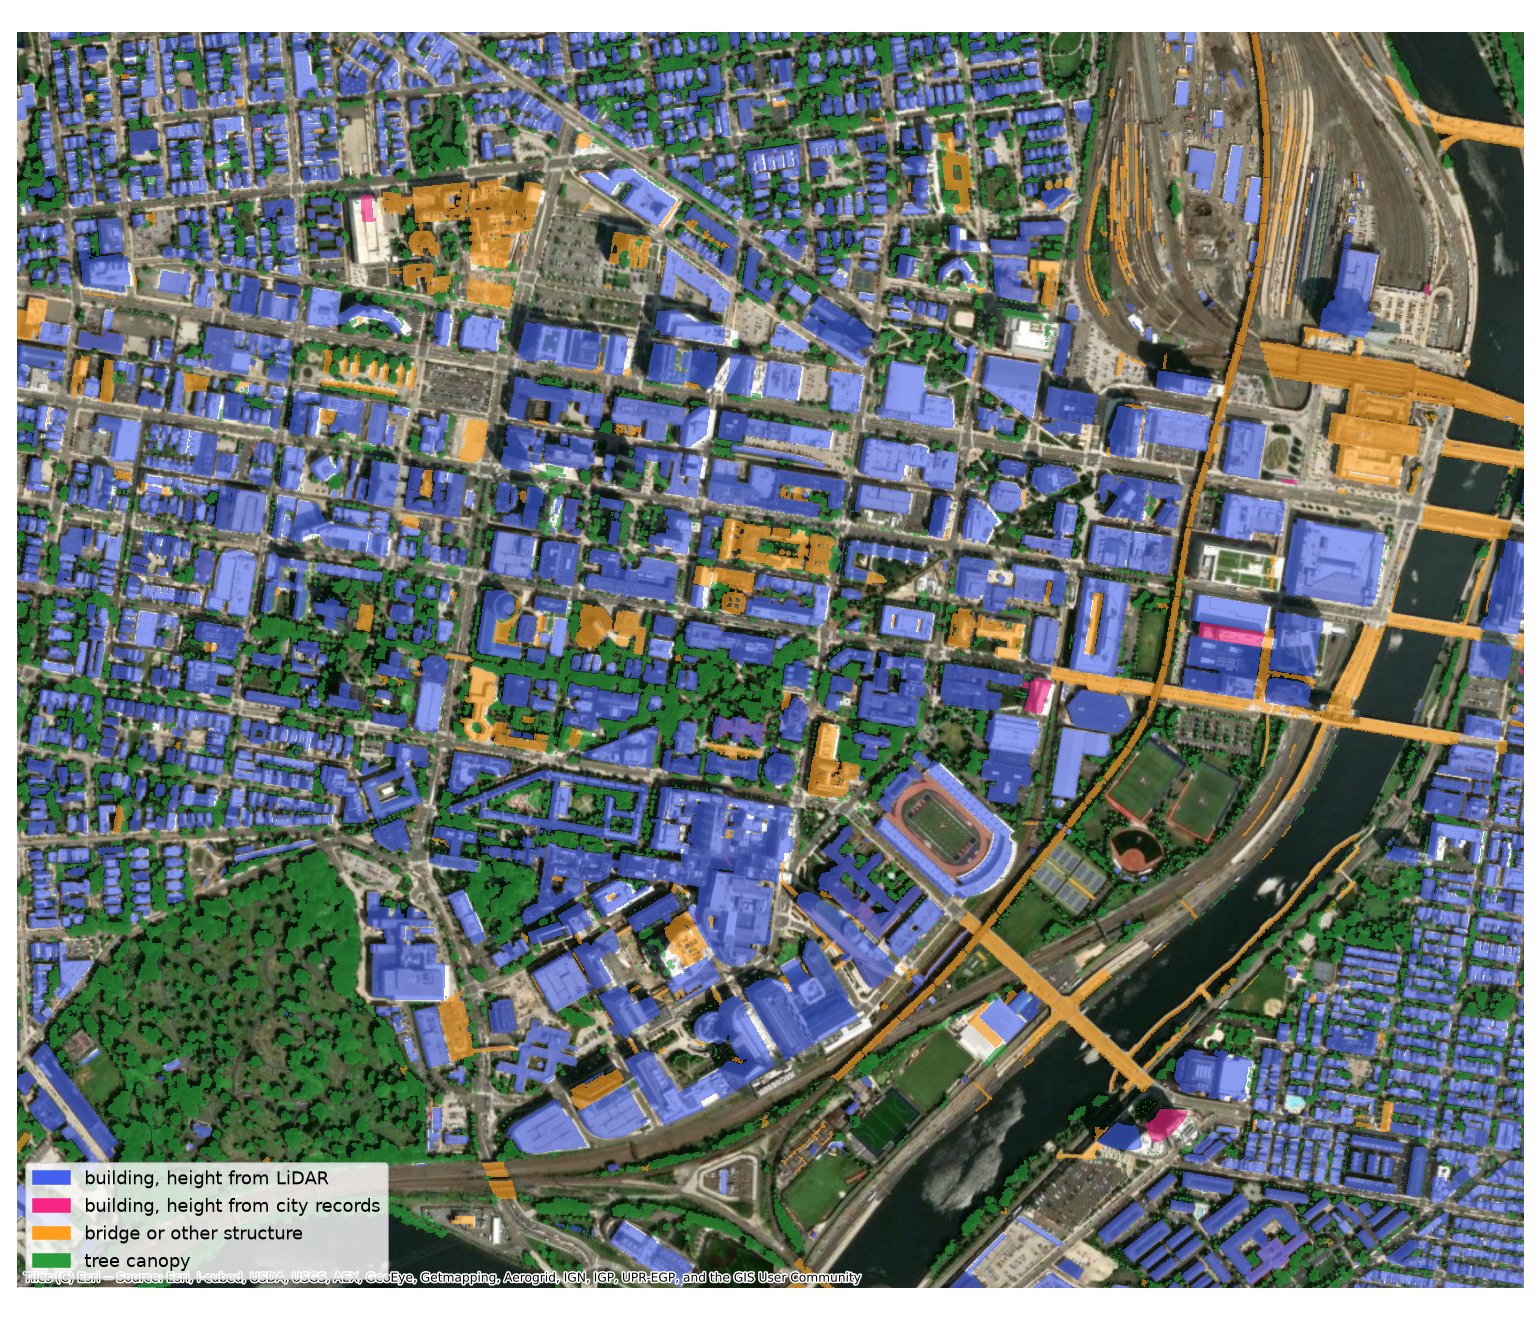 building, height from LiDAR
building, height from city records
bridge or other structure
tree canopy
Tiles (C) Esri -- Source: Esri, i-cubed, USDA, USGS, AEX, GeoEye, Getmapping, Aerogrid, IGN, IGP, UPR-EGP, and the GIS User Community